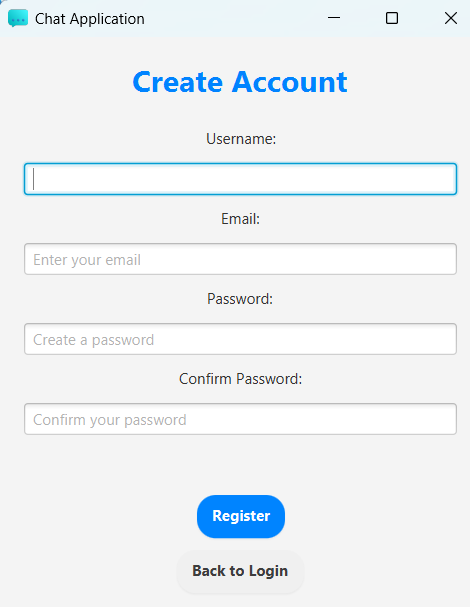 Chat Application
Create Account
Username:
Email:
Enter your email
Password:
Create a password
Confirm Password:
Confirm your password
Register
Back to Login